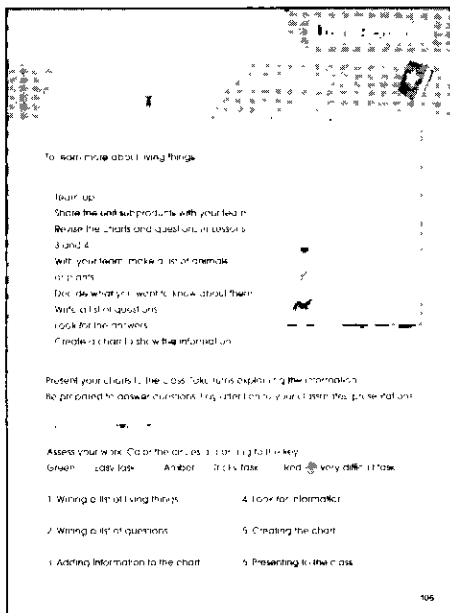 To learn more about living things
Team up
Share the unit subproducts with your team
Revise the charts and questions in Lessons
3 and 4
With your team, make a list of animals
or plants
Decide what you want to know about them
Write a list of questions
Look for the answers
Create a chart to show the information
Present your charts to the class Take turns explaining the information
Be prepared to answer questions Pay attention to your classmates' presentations
Assess your work Color the circles according to the key
Green Easy task Amber Tricky task Red very difficult task
1 Writing a list of living things
2 Writing a list of questions
3 Adding information to the chart
4 Look for information
5 Creating the chart
6 Presenting to the class